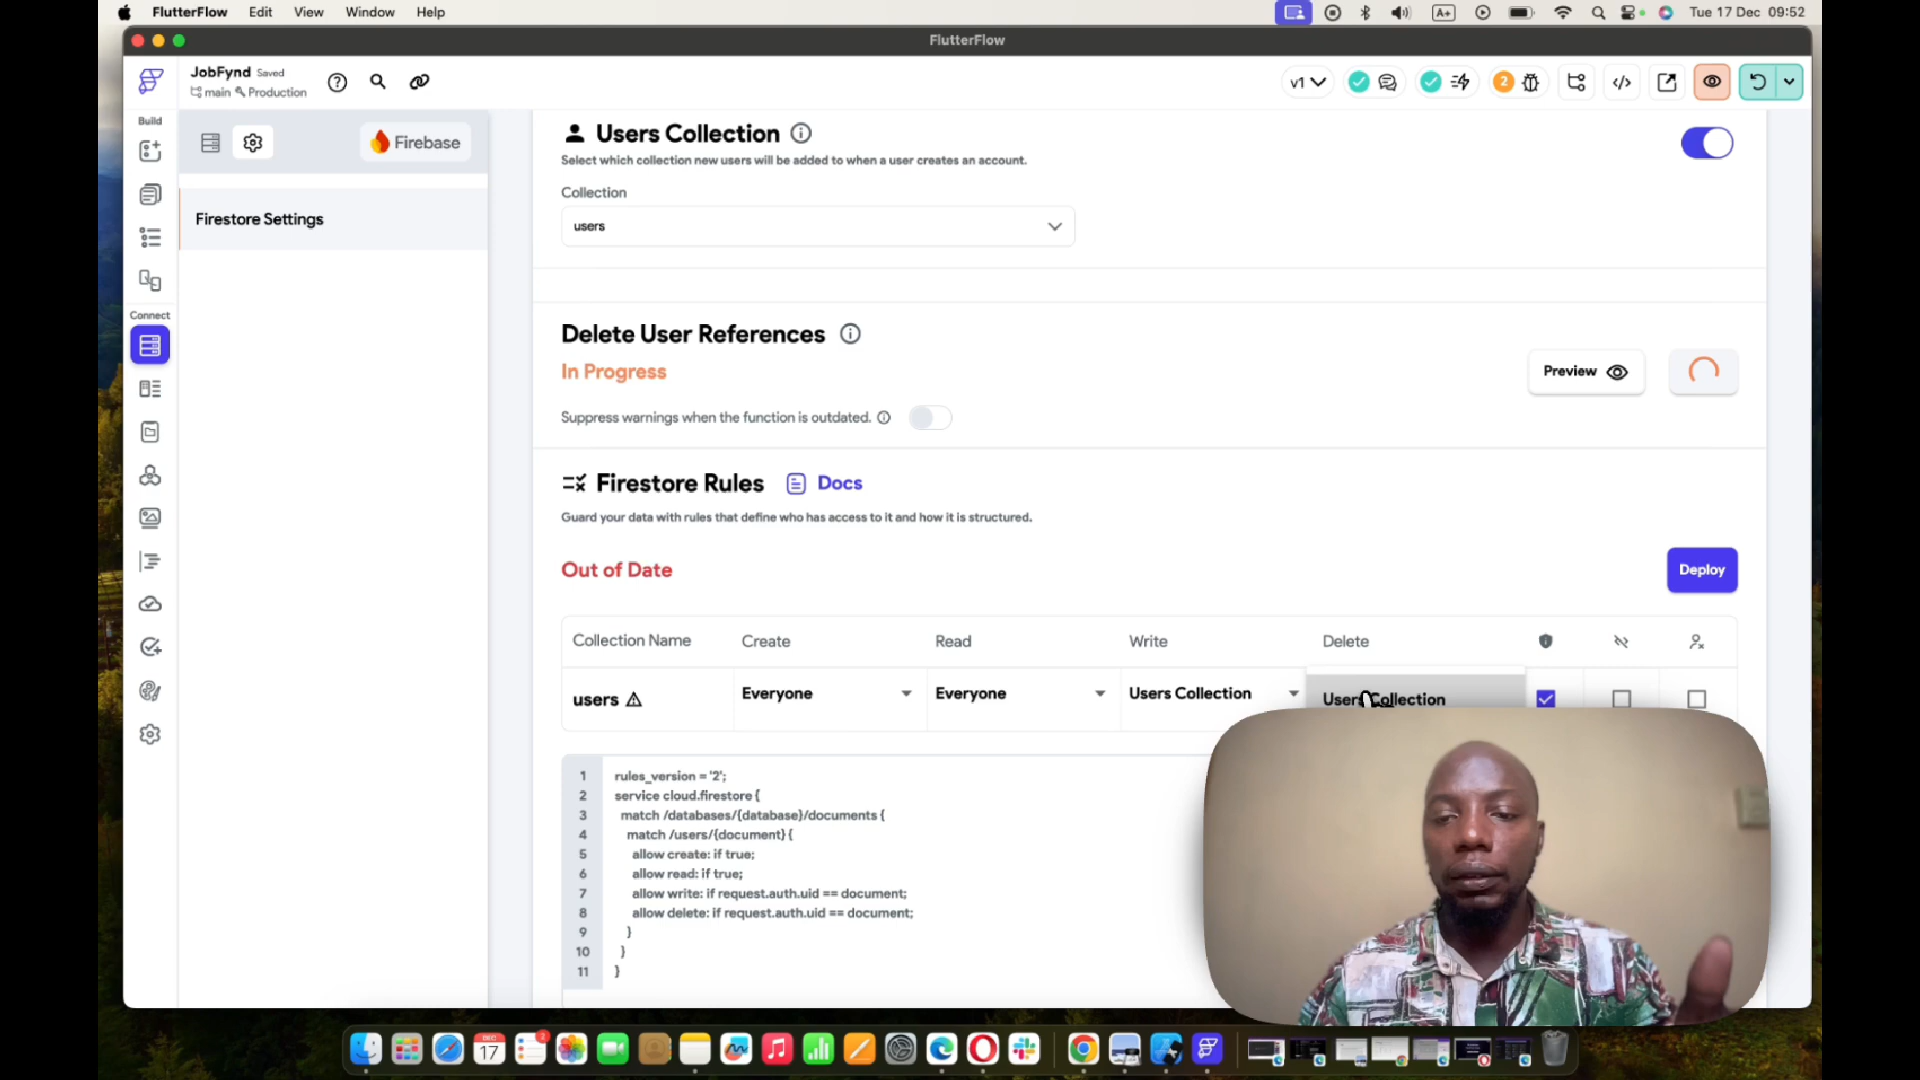 FlutterFlow Edit View Window Help
A+
Tue 17 Dec 09:52
FlutterFlow
JobFynd Saved
main Production
v1
2
Build
Connect
Firebase
Firestore Settings
Users Collection
Select which collection new users will be added to when a user creates an account.
Collection
users
Delete User References
In Progress
Preview
Suppress warnings when the function is outdated.
Firestore Rules Docs
Guard your data with rules that define who has access to it and how it is structured.
Out of Date
Deploy
Collection Name Create Read Write Delete
users Everyone Everyone Users Collection Users Collection
1 rules_version = '2';
2 service cloud.firestore {
3 match /databases/{database}/documents {
4 match /users/{document} {
5 allow create: if true;
6 allow read: if true;
7 allow write: if request.auth.uid == document;
8 allow delete: if request.auth.uid == document;
9 }
10 }
11 }
DEC
17
2